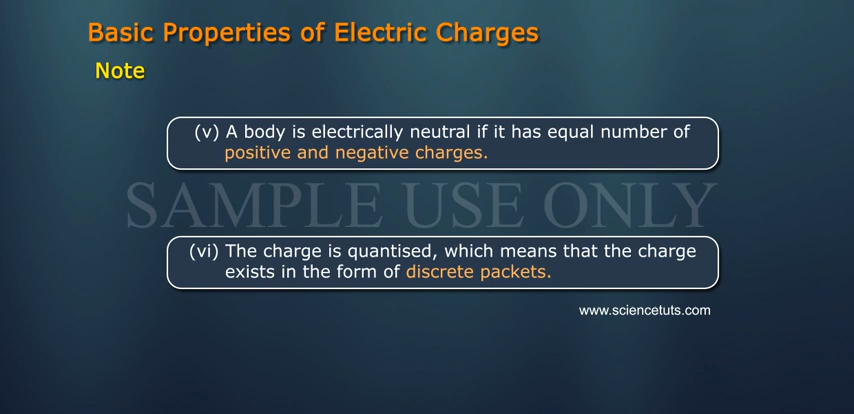 Basic Properties of Electric Charges
Note
(v) A body is electrically neutral if it has equal number of
positive and negative charges.
SAMPLE USE ONLY
(vi) The charge is quantised, which means that the charge
exists in the form of discrete packets.
www.sciencetuts.com